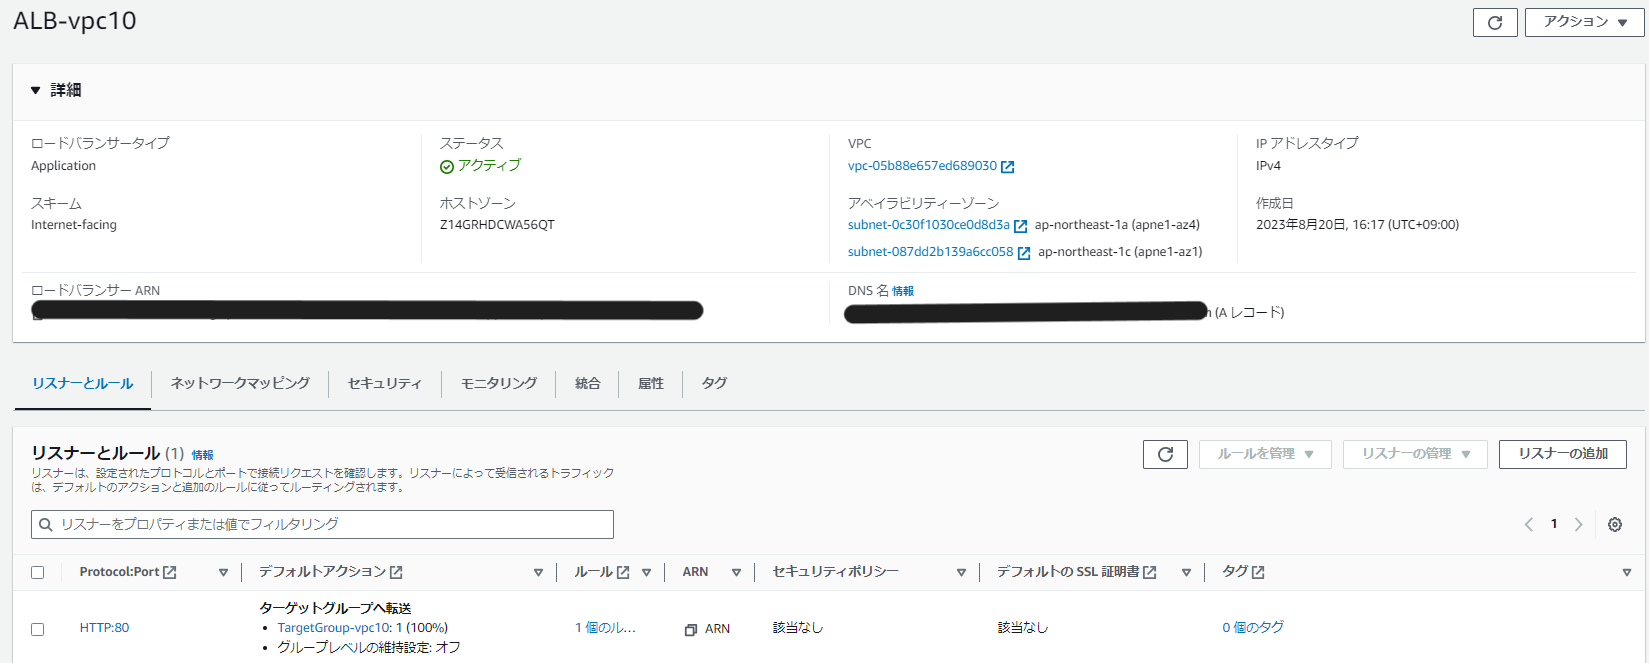 ALB-vpc10
アクション
詳細
ロードバランサータイプ
Application
ステータス
アクティブ
VPC
vpc-05b88e657ed689030
IP アドレスタイプ
IPv4
スキーム
Internet-facing
ホストゾーン
Z14GRHDCWA56QT
アベイラビリティーゾーン
subnet-0c30f1030ce0d8d3a ap-northeast-1a (apne1-az4)
subnet-087dd2b139a6cc058 ap-northeast-1c (apne1-az1)
作成日
2023年8月20日, 16:17 (UTC+09:00)
ロードバランサー ARN
DNS 名 情報
(A レコード)
リスナーとルール ネットワークマッピング セキュリティ モニタリング 統合 属性 タグ
リスナーとルール (1) 情報
リスナーは、設定されたプロトコルとポートで接続リクエストを確認します。リスナーによって受信されるトラフィック
は、デフォルトのアクションと追加のルールに従ってルーティングされます。
ルールを管理 リスナーの管理 リスナーの追加
リスナーをプロパティまたは値でフィルタリング
1
Protocol:Port デフォルトアクション ルール ARN セキュリティポリシー デフォルトの SSL 証明書 タグ
HTTP:80
ターゲットグループへ転送
• TargetGroup-vpc10: 1 (100%)
• グループレベルの維持設定: オフ
1 個のル...
ARN
該当なし
該当なし
0 個のタグ